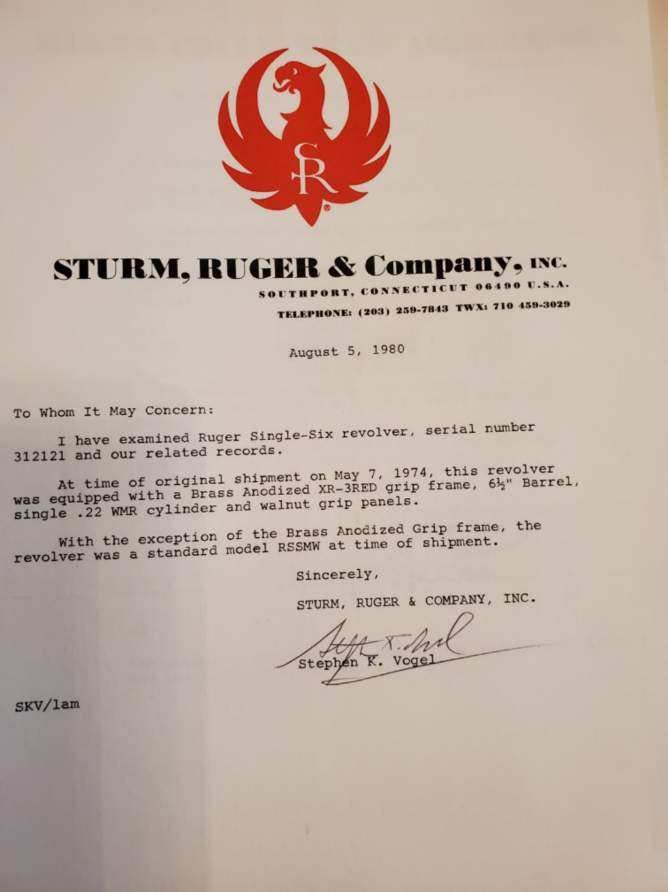 SR
®
STURM, RUGER & Company, INC.
SOUTHPORT, CONNECTICUT 06490 U.S.A.
TELEPHONE: (203) 259-7843 TWX: 710 459-3029
August 5, 1980
To Whom It May Concern:
I have examined Ruger Single-Six revolver, serial number
312121 and our related records.
At time of original shipment on May 7, 1974, this revolver
was equipped with a Brass Anodized XR-3RED grip frame, 6½" Barrel,
single .22 WMR cylinder and walnut grip panels.
With the exception of the Brass Anodized Grip frame, the
revolver was a standard model RSSMW at time of shipment.
Sincerely,
STURM, RUGER & COMPANY, INC.
Stephen K. Vogel
SKV/lam